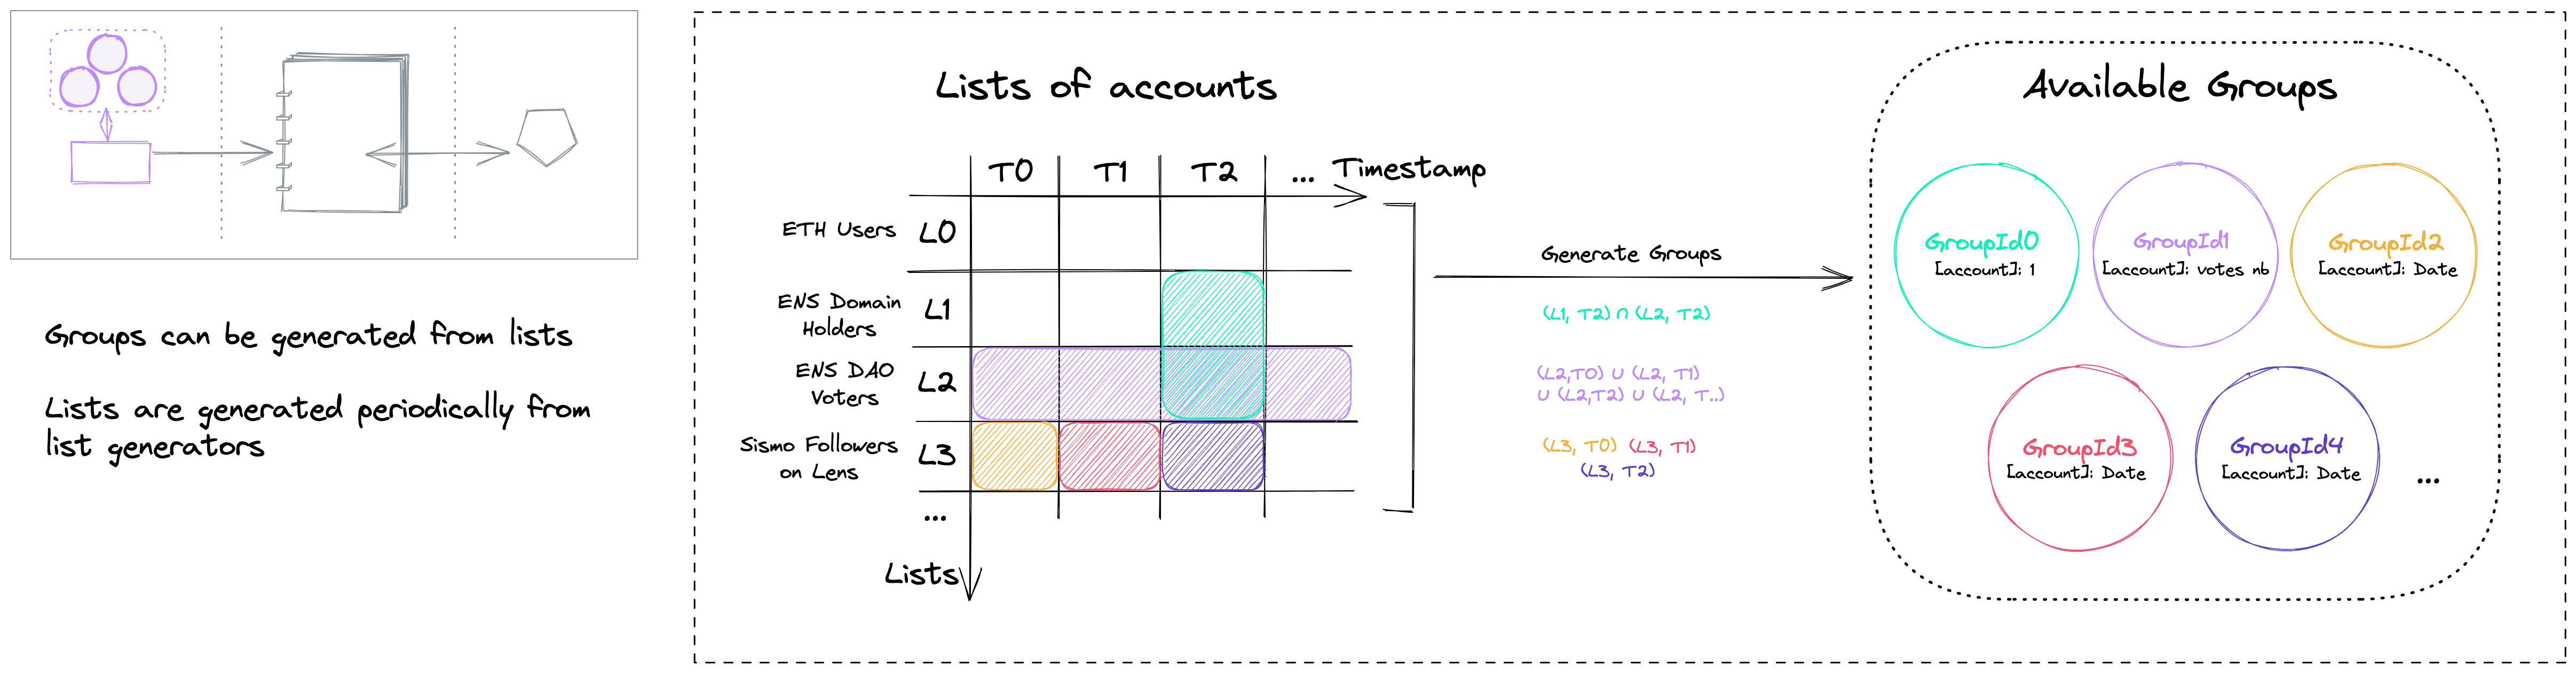 Groups can be generated from lists
Lists are generated periodically from
list generators
Lists of accounts
T0 T1 T2 ... Timestamp
ETH Users L0
ENS Domain
Holders
L1
ENS DAO
Voters
L2
Sismo Followers
on Lens
L3
...
Lists
Generate Groups
(L1, T2) ∩ (L2, T2)
(L2,T0) ∪ (L2, T1)
∪ (L2,T2) ∪ (L2, T..)
(L3, T0) (L3, T1)
(L3, T2)
Available Groups
GroupId0
[account]: 1
GroupId1
[account]: votes nb
GroupId2
[account]: Date
GroupId3
[account]: Date
GroupId4
[account]: Date
...